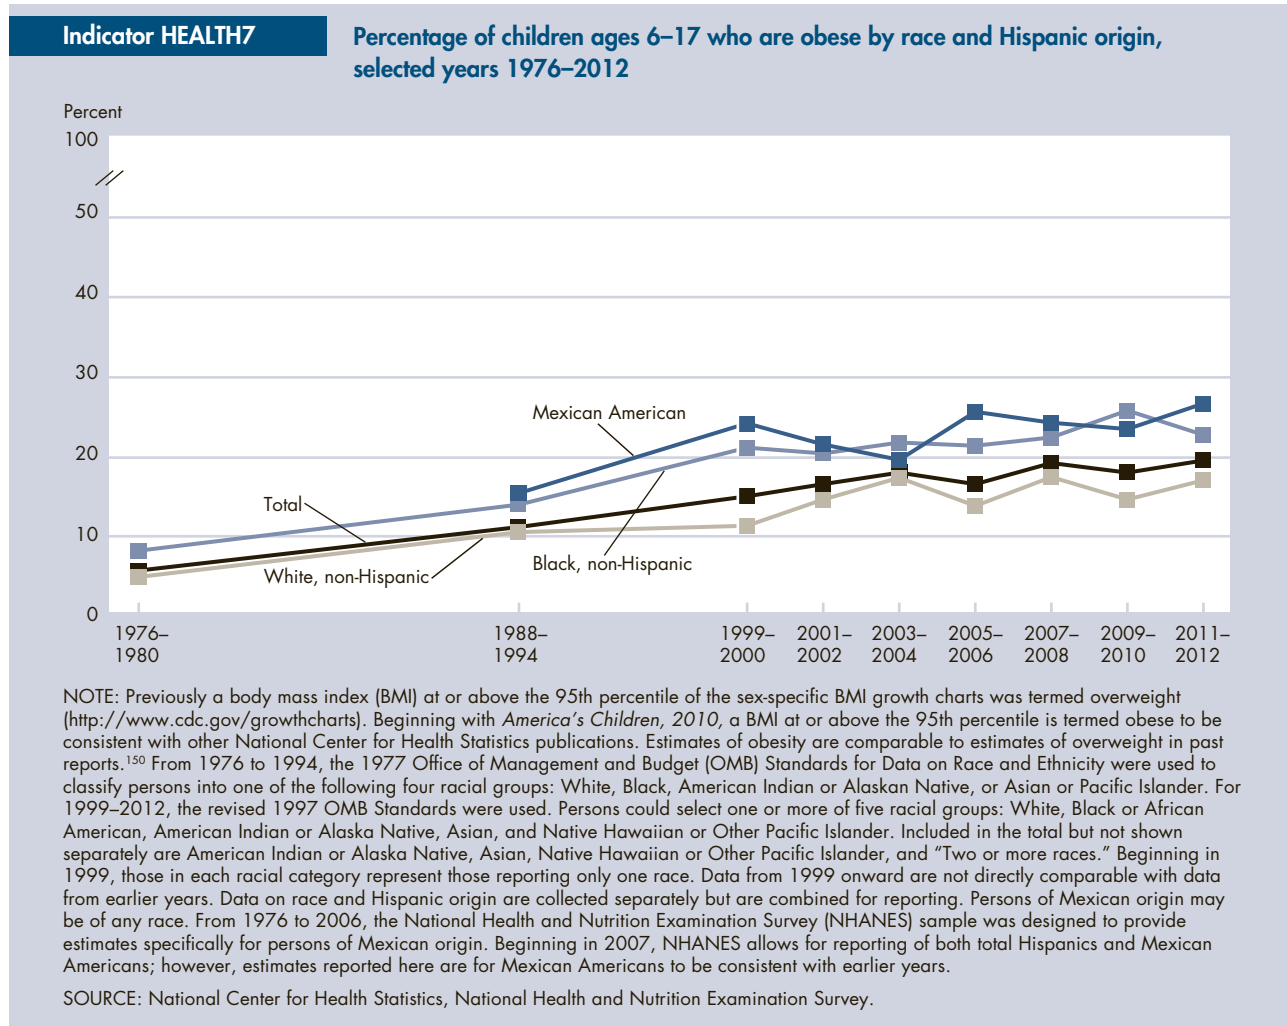 Indicator HEALTH7
Percentage of children ages 6–17 who are obese by race and Hispanic origin,
selected years 1976–2012
Percent
100
50
40
30
20
10
0
Mexican American
Total
White, non-Hispanic
Black, non-Hispanic
1976–
1980
1988–
1994
1999–
2000
2001–
2002
2003–
2004
2005–
2006
2007–
2008
2009–
2010
2011–
2012
NOTE: Previously a body mass index (BMI) at or above the 95th percentile of the sex-specific BMI growth charts was termed overweight
(http://www.cdc.gov/growthcharts). Beginning with America's Children, 2010, a BMI at or above the 95th percentile is termed obese to be
consistent with other National Center for Health Statistics publications. Estimates of obesity are comparable to estimates of overweight in past
reports.¹⁵⁰ From 1976 to 1994, the 1977 Office of Management and Budget (OMB) Standards for Data on Race and Ethnicity were used to
classify persons into one of the following four racial groups: White, Black, American Indian or Alaskan Native, or Asian or Pacific Islander. For
1999–2012, the revised 1997 OMB Standards were used. Persons could select one or more of five racial groups: White, Black or African
American, American Indian or Alaska Native, Asian, and Native Hawaiian or Other Pacific Islander. Included in the total but not shown
separately are American Indian or Alaska Native, Asian, Native Hawaiian or Other Pacific Islander, and "Two or more races." Beginning in
1999, those in each racial category represent those reporting only one race. Data from 1999 onward are not directly comparable with data
from earlier years. Data on race and Hispanic origin are collected separately but are combined for reporting. Persons of Mexican origin may
be of any race. From 1976 to 2006, the National Health and Nutrition Examination Survey (NHANES) sample was designed to provide
estimates specifically for persons of Mexican origin. Beginning in 2007, NHANES allows for reporting of both total Hispanics and Mexican
Americans; however, estimates reported here are for Mexican Americans to be consistent with earlier years.
SOURCE: National Center for Health Statistics, National Health and Nutrition Examination Survey.